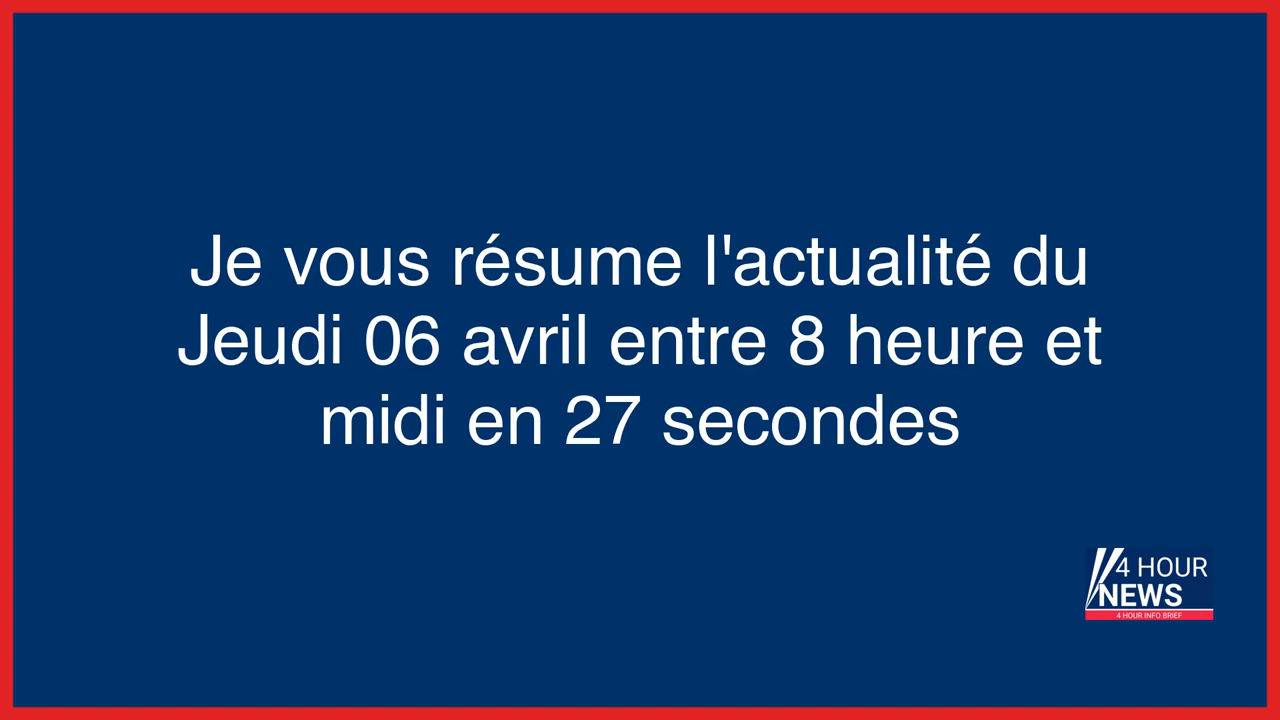 Je vous résume l'actualité du
Jeudi 06 avril entre 8 heure et
midi en 27 secondes
4 HOUR
NEWS
4 HOUR INFO BRIEF